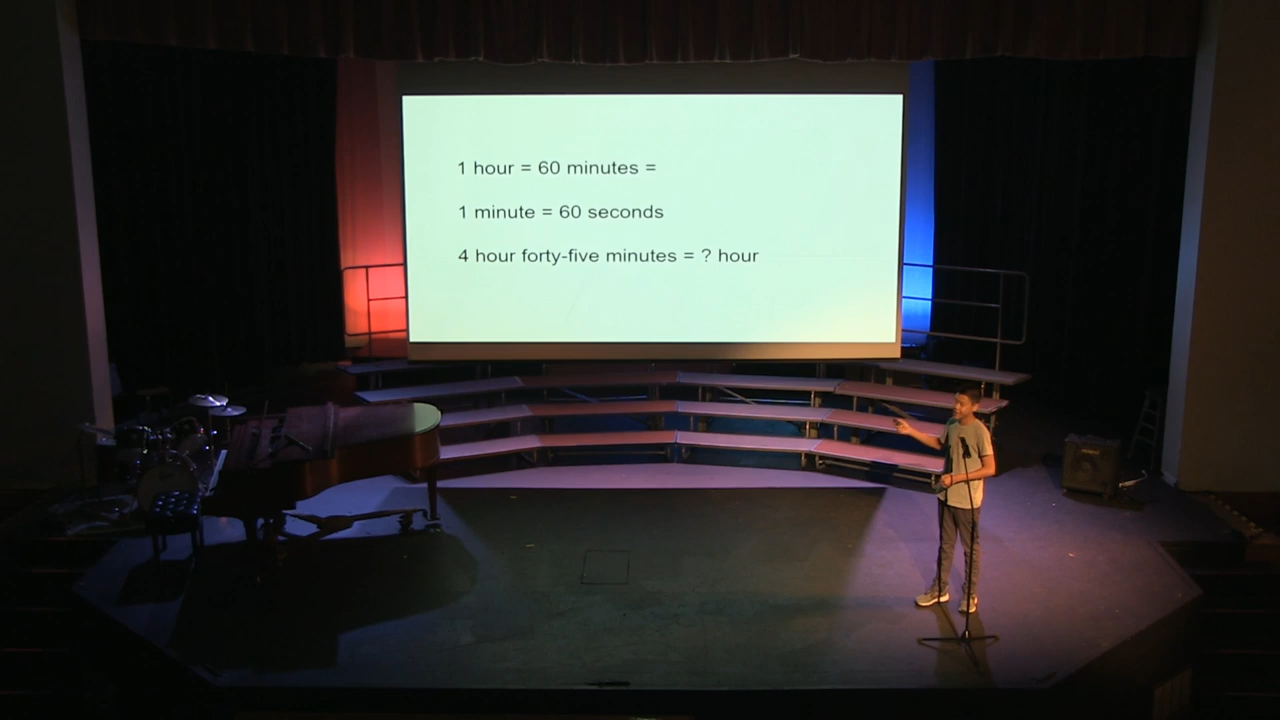 1 hour = 60 minutes =
1 minute = 60 seconds
4 hour forty-five minutes = ? hour